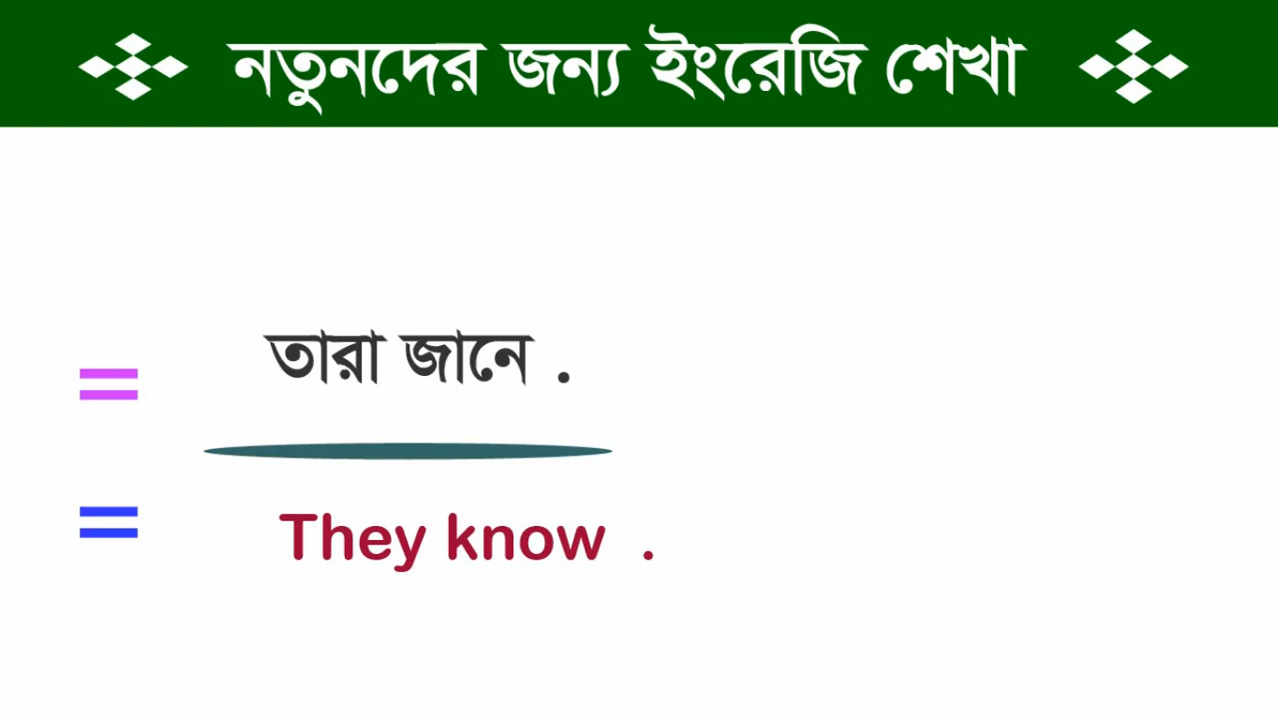 নতুনদের জন্য ইংরেজি শেখা
= তারা জানে .
= They know .